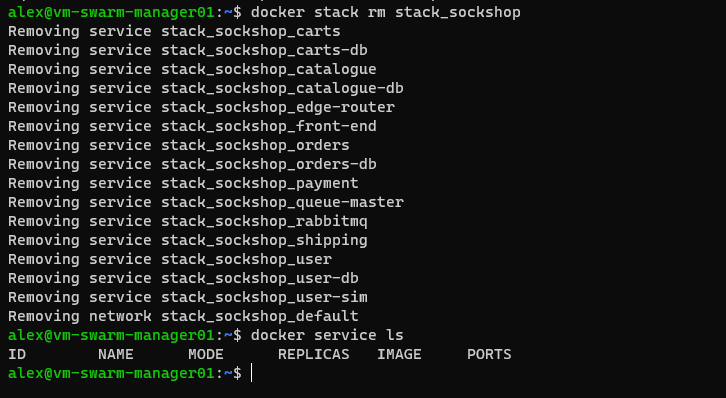 alex@vm-swarm-manager01:~$ docker stack rm stack_sockshop
Removing service stack_sockshop_carts
Removing service stack_sockshop_carts-db
Removing service stack_sockshop_catalogue
Removing service stack_sockshop_catalogue-db
Removing service stack_sockshop_edge-router
Removing service stack_sockshop_front-end
Removing service stack_sockshop_orders
Removing service stack_sockshop_orders-db
Removing service stack_sockshop_payment
Removing service stack_sockshop_queue-master
Removing service stack_sockshop_rabbitmq
Removing service stack_sockshop_shipping
Removing service stack_sockshop_user
Removing service stack_sockshop_user-db
Removing service stack_sockshop_user-sim
Removing network stack_sockshop_default
alex@vm-swarm-manager01:~$ docker service ls
ID        NAME      MODE      REPLICAS   IMAGE     PORTS
alex@vm-swarm-manager01:~$